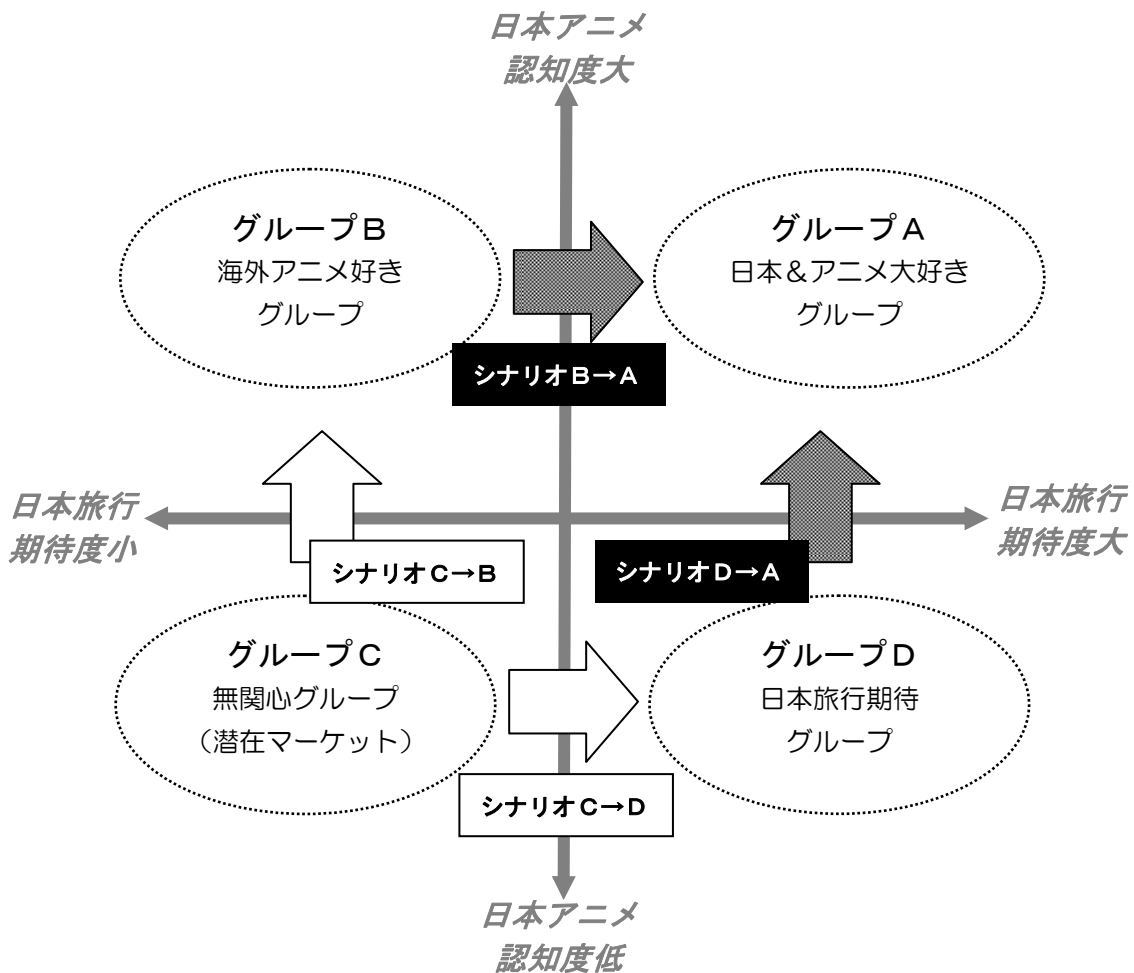 日本アニメ
認知度大
グループB
海外アニメ好き
グループ
グループA
日本&アニメ大好き
グループ
シナリオB→A
日本旅行
期待度小
日本旅行
期待度大
シナリオC→B
シナリオD→A
グループC
無関心グループ
（潜在マーケット）
グループD
日本旅行期待
グループ
シナリオC→D
日本アニメ
認知度低